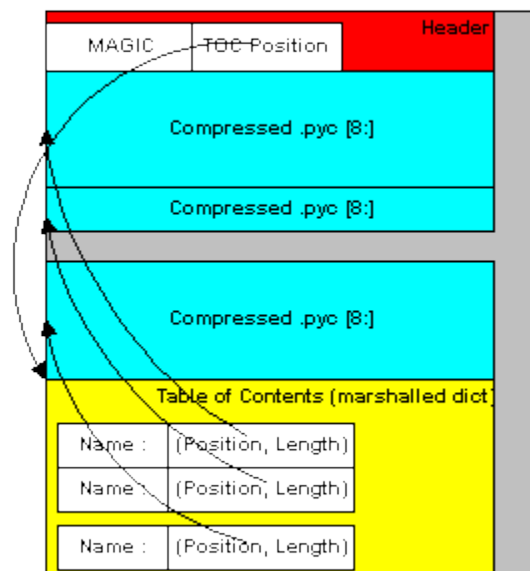 Header
MAGIC TOC Position
Compressed .pyc [8:]
Compressed .pyc [8:]
Compressed .pyc [8:]
Table of Contents (marshalled dict)
Name : (Position, Length)
Name : (Position, Length)
Name : (Position, Length)